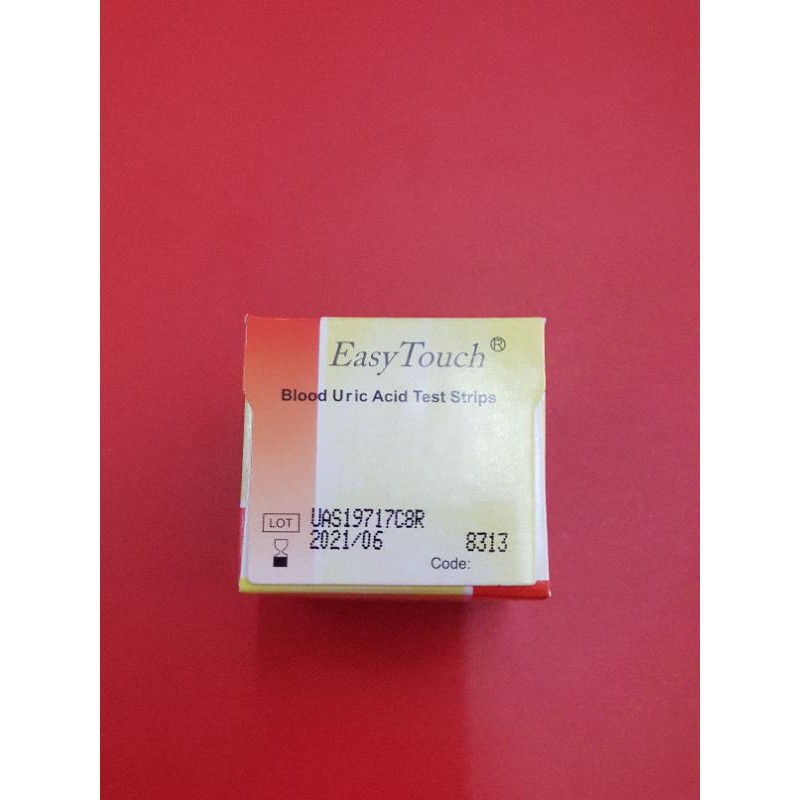 EasyTouch®
Blood Uric Acid Test Strips
LOT UAS19717C8R
2021/06 8313
Code: